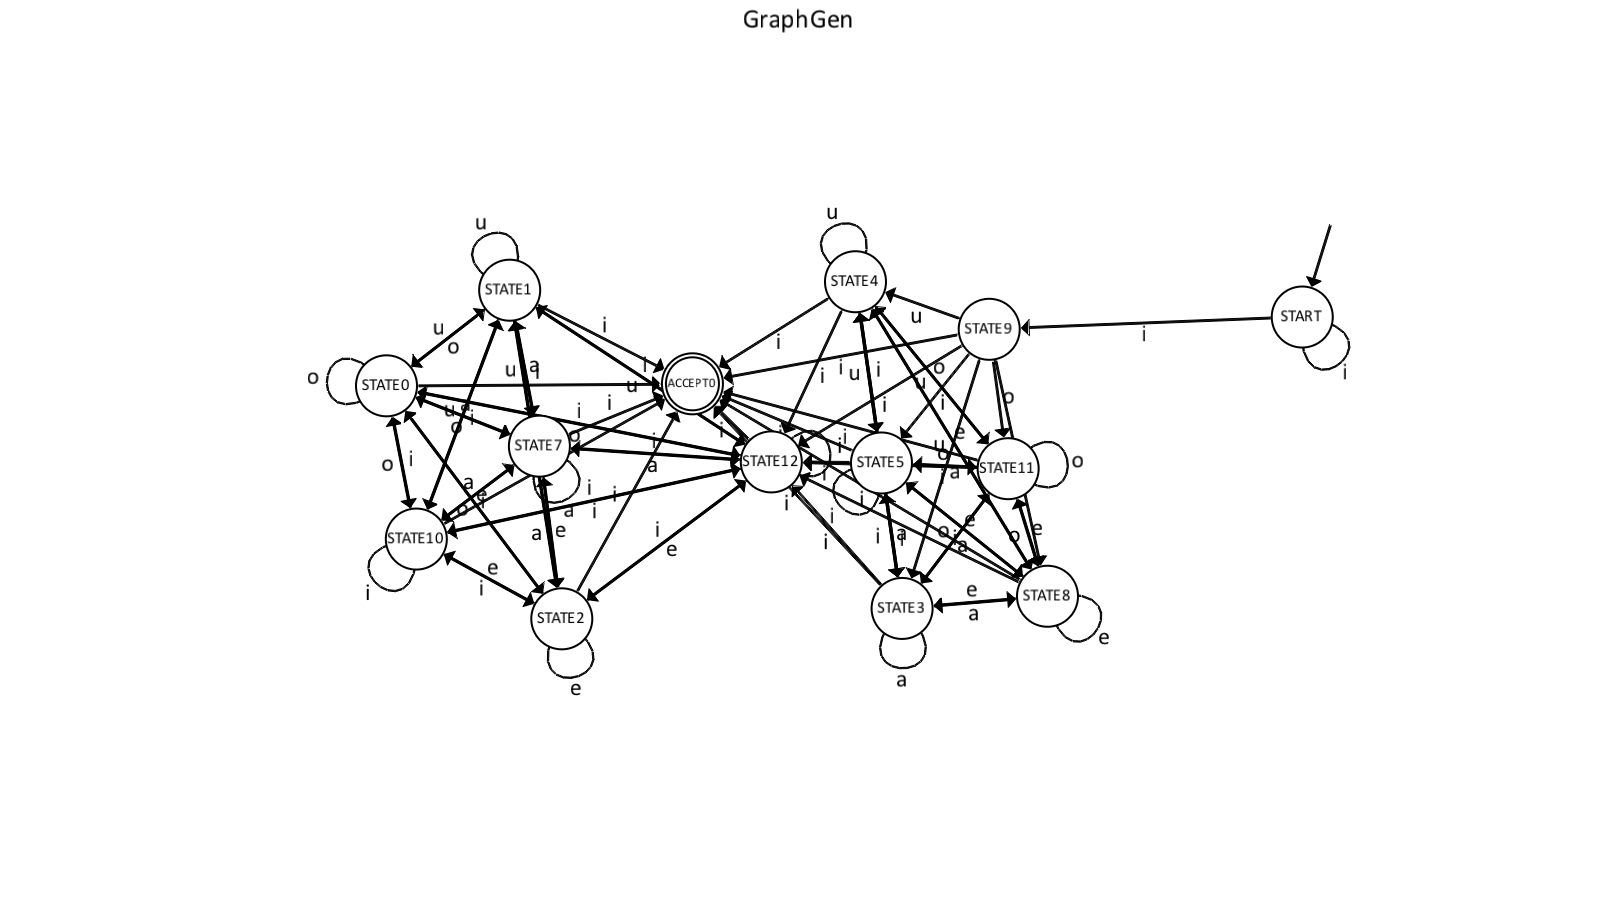 GraphGen
u
u
STATE1
STATE4
STATE9
START
u
i
u
i
o
i
i
i
o
STATE0
ACCEPT0
u
a
i
i
u
i
o
i
u
u
i
o
u
i
i
i
o
o
STATE7
i
a
i
i
e
u
o
STATE12
STATE5
STATE11
a
o
o
i
a
e
o
i
i
a
i
i
i
i
i
STATE10
a
e
i
e
i
i
a
o
e
a
o
e
i
e
i
STATE2
STATE3
e
a
STATE8
e
e
a